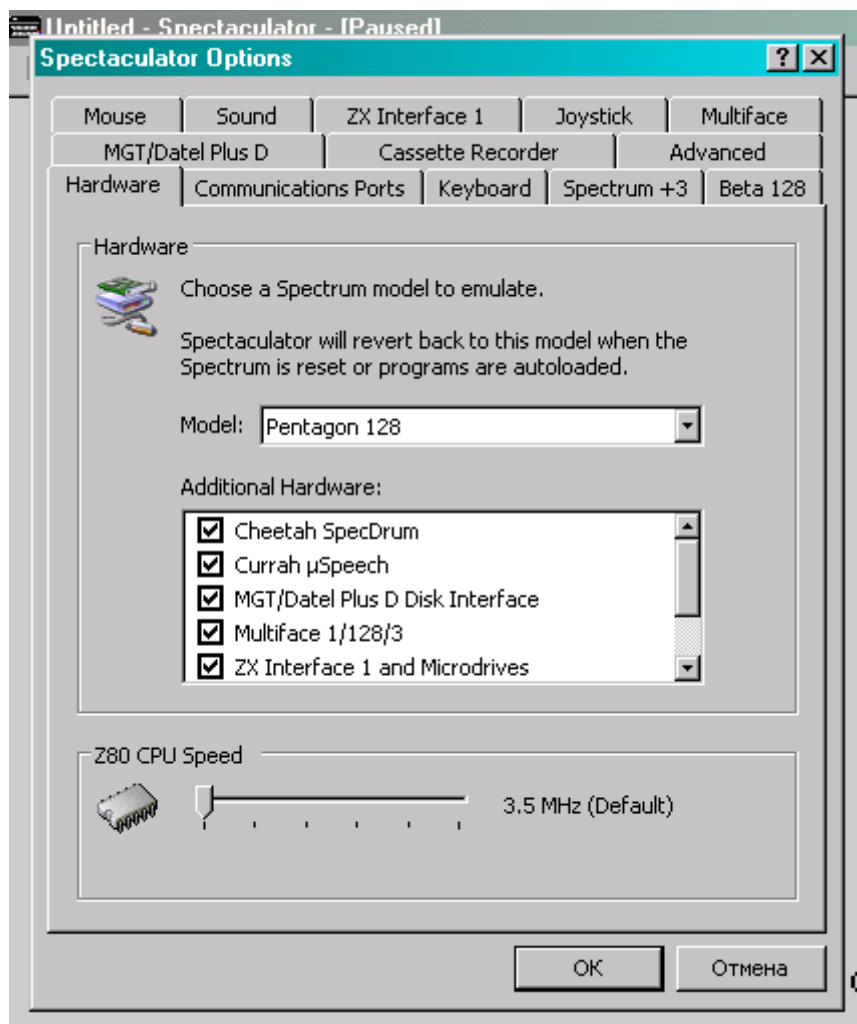 Untitled - Spectaculator - [Paused]
Spectaculator Options
Mouse Sound ZX Interface 1 Joystick Multiface
MGT/Datel Plus D Cassette Recorder Advanced
Hardware Communications Ports Keyboard Spectrum +3 Beta 128
Hardware
Choose a Spectrum model to emulate.
Spectaculator will revert back to this model when the
Spectrum is reset or programs are autoloaded.
Model: Pentagon 128
Additional Hardware:
Cheetah SpecDrum
Currah µSpeech
MGT/Datel Plus D Disk Interface
Multiface 1/128/3
ZX Interface 1 and Microdrives
Z80 CPU Speed
3.5 MHz (Default)
OK Отмена